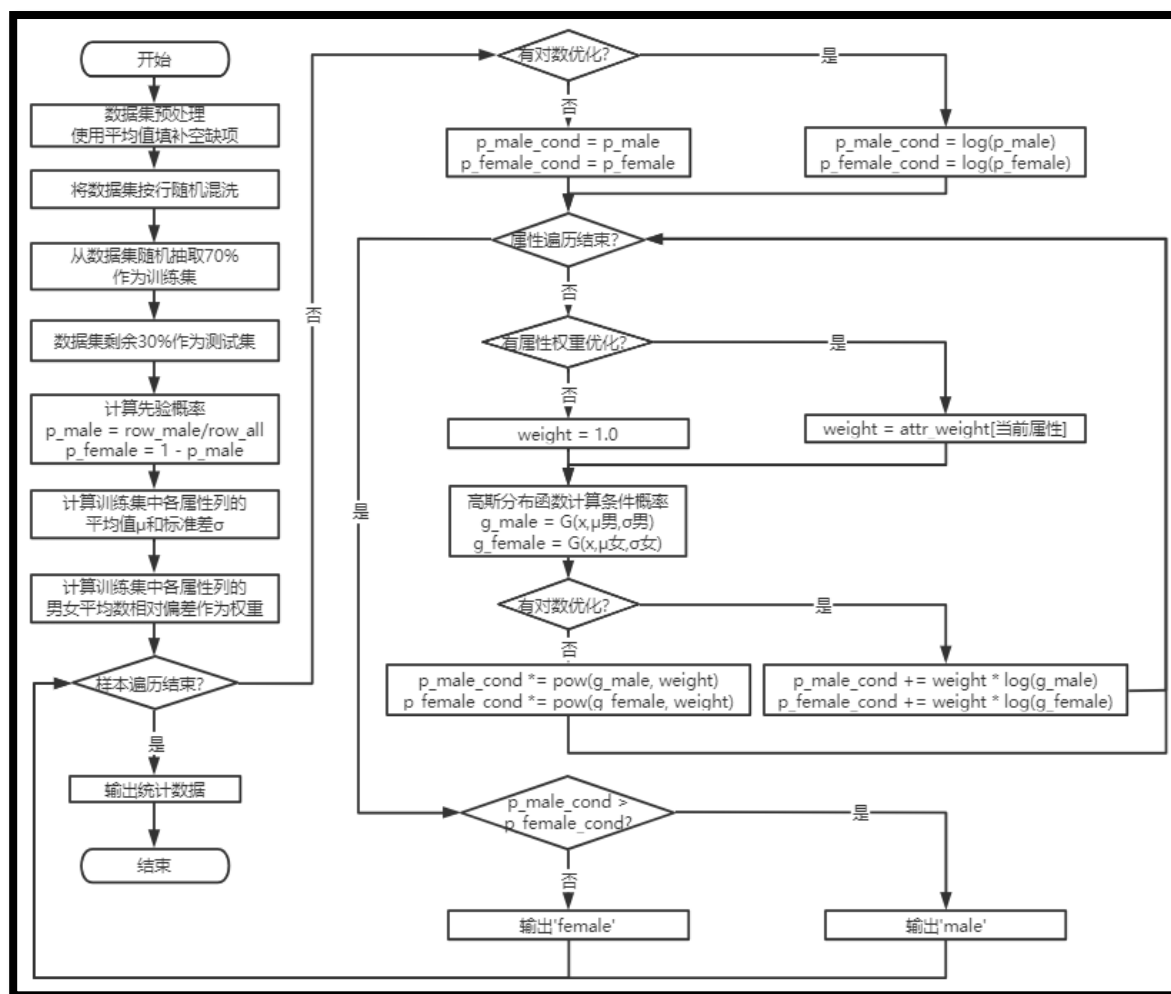 开始
数据集预处理
使用平均值填补空缺项
将数据集按行随机混洗
从数据集随机抽取70%
作为训练集
数据集剩余30%作为测试集
计算先验概率
p_male = row_male/row_all
p_female = 1 - p_male
计算训练集中各属性列的
平均值μ和标准差σ
计算训练集中各属性列的
男女平均数相对偏差作为权重
样本遍历结束?
是
输出统计数据
结束
否
有对数优化?
是
否
p_male_cond = p_male
p_female_cond = p_female
p_male_cond = log(p_male)
p_female_cond = log(p_female)
属性遍历结束?
否
有属性权重优化?
是
否
weight = 1.0
weight = attr_weight[当前属性]
高斯分布函数计算条件概率
g_male = G(x,μ男,σ男)
g_female = G(x,μ女,σ女)
有对数优化?
是
否
p_male_cond *= pow(g_male, weight)
p_female_cond *= pow(g_female, weight)
p_male_cond += weight * log(g_male)
p_female_cond += weight * log(g_female)
是
p_male_cond >
p_female_cond?
是
否
输出'female'
输出'male'